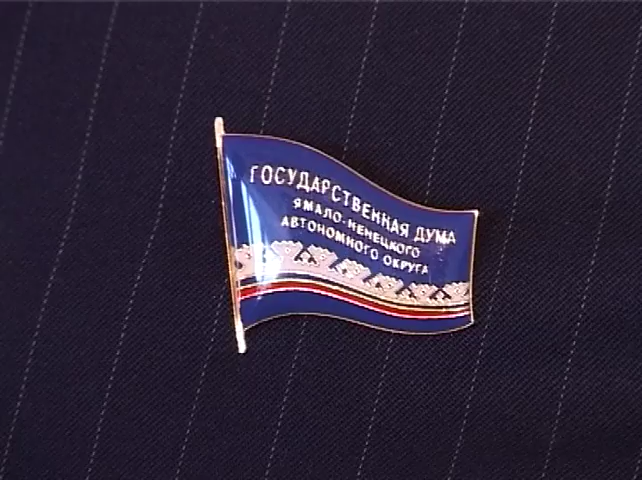 ГОСУДАРСТВЕННАЯ ДУМА
ЯМАЛО-НЕНЕЦКОГО
АВТОНОМНОГО ОКРУГА